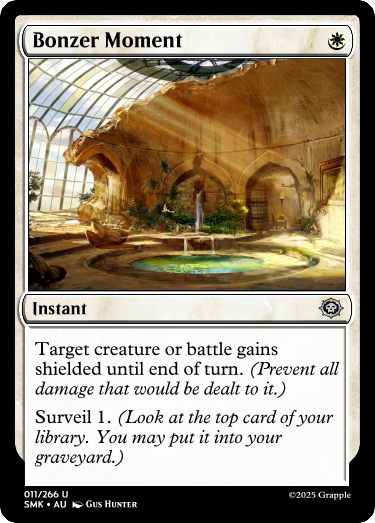 Bonzer Moment
Instant
Target creature or battle gains
shielded until end of turn. (Prevent all
damage that would be dealt to it.)
Surveil 1. (Look at the top card of your
library. You may put it into your
graveyard.)
011/266 U
SMK • AU Gus Hunter
©2025 Grapple